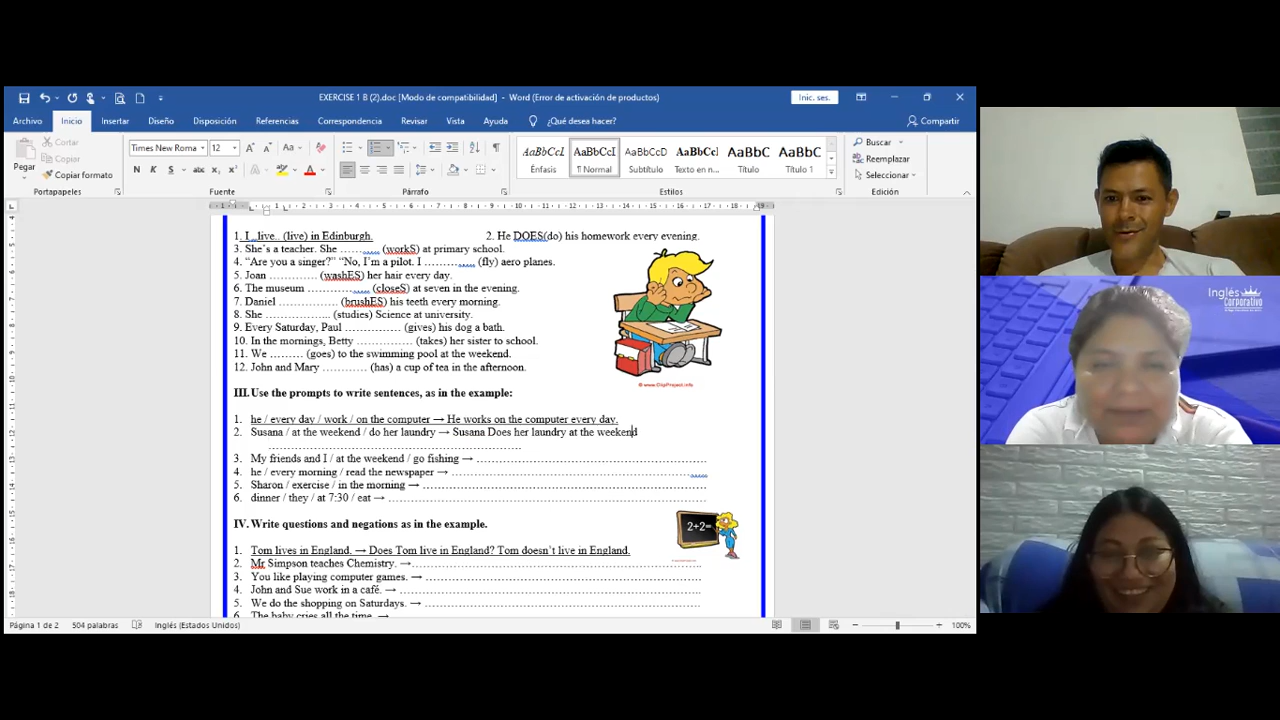 EXERCISE 1 B (2).doc [Modo de compatibilidad] - Word (Error de activación de productos)
Inic. ses.
Archivo Inicio Insertar Diseño Disposición Referencias Correspondencia Revisar Vista Ayuda ¿Qué desea hacer? Compartir
Pegar
Cortar
Copiar
Copiar formato
Portapapeles
Times New Roma 12
N K S abc
Fuente
Párrafo
AaBbCcI Énfasis
AaBbCcI ¶ Normal
AaBbCcD Subtítulo
AaBbCcI Texto en n...
AaBbC Título
AaBbC Título 1
Estilos
Buscar
Reemplazar
Seleccionar
Edición
1. I live.. (live) in Edinburgh. 2. He DOES(do) his homework every evening.
3. She's a teacher. She ………… (workS) at primary school.
4. “Are you a singer?” “No, I'm a pilot. I ………… (fly) aero planes.
5. Joan ………… (washES) her hair every day.
6. The museum ………… (closeS) at seven in the evening.
7. Daniel ………… (brushES) his teeth every morning.
8. She ………….. (studies) Science at university.
9. Every Saturday, Paul ………… (gives) his dog a bath.
10. In the mornings, Betty ………… (takes) her sister to school.
11. We ……… (goes) to the swimming pool at the weekend.
12. John and Mary ………… (has) a cup of tea in the afternoon.
© www.ClipProject.info
III. Use the prompts to write sentences, as in the example:
1. he / every day / work / on the computer → He works on the computer every day.
2. Susana / at the weekend / do her laundry → Susana Does her laundry at the weekend
3. My friends and I / at the weekend / go fishing → …………
4. he / every morning / read the newspaper → …………
5. Sharon / exercise / in the morning → …………
6. dinner / they / at 7:30 / eat → …………
2+2=
IV. Write questions and negations as in the example.
1. Tom lives in England. → Does Tom live in England? Tom doesn't live in England.
2. Mr Simpson teaches Chemistry. → …………
3. You like playing computer games. → …………
4. John and Sue work in a café. → …………
5. We do the shopping on Saturdays. → …………
6. The baby cries all the time. →
Página 1 de 2 504 palabras Inglés (Estados Unidos) 100%
Inglés
Corporativo